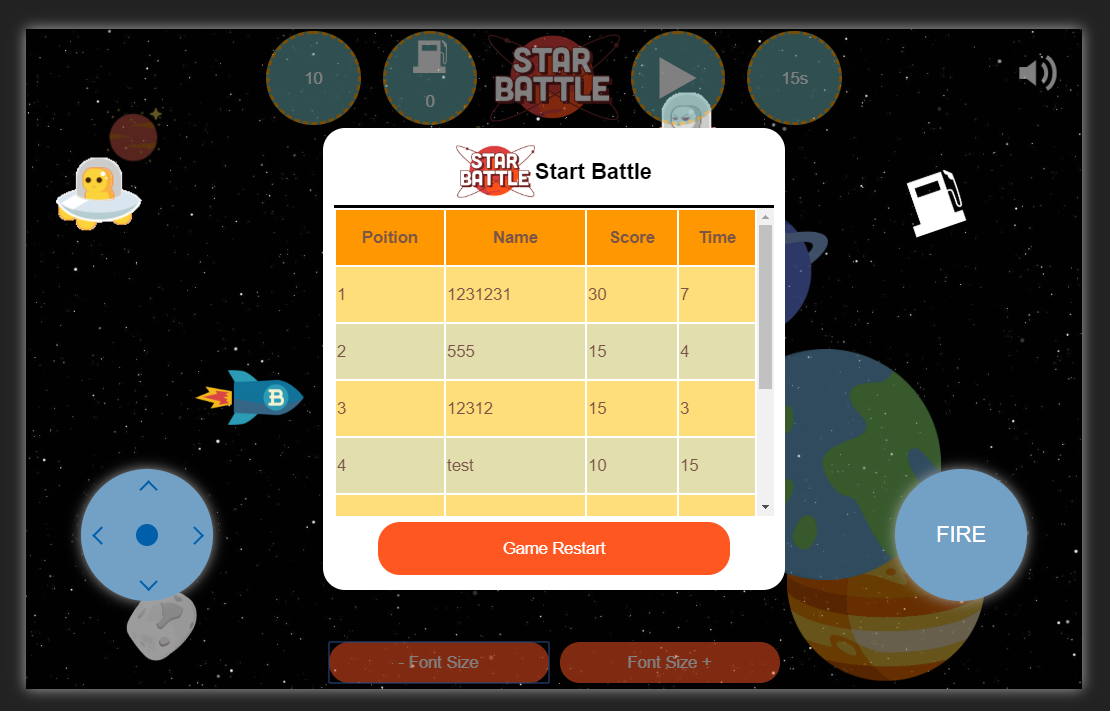 10
0
STAR
BATTLE
15s
STAR
BATTLE
Start Battle
Poition Name Score Time
1 1231231 30 7
2 555 15 4
3 12312 15 3
4 test 10 15
B
FIRE
Game Restart
- Font Size
Font Size +